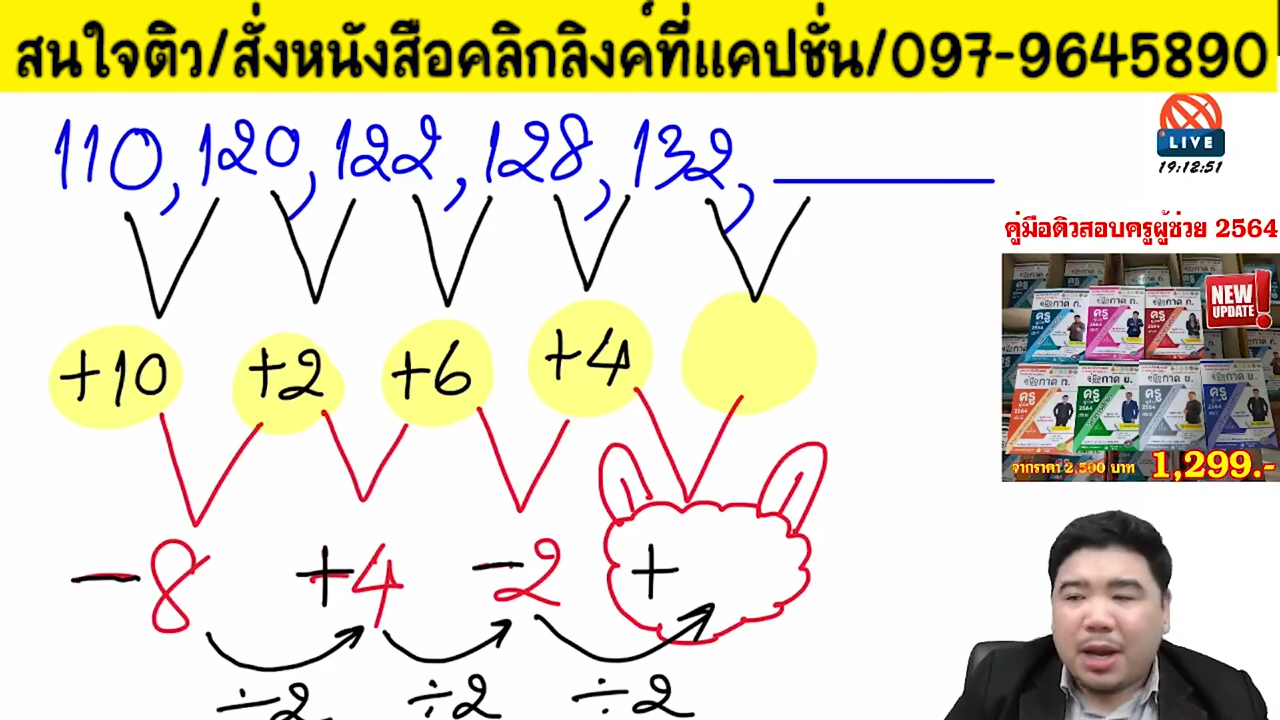 สนใจติว/สั่งหนังสือคลิกลิงค์ที่แคปชั่น/097-9645890
LIVE
19:12:51
110, 120, 122, 128, 132,
คู่มือติวสอบครูผู้ช่วย 2564
NEW
UPDATE
+10 +2 +6 +4
จากราคา 2,500 บาท 1,299.-
-8 +4 -2 +
÷2 ÷2 ÷2